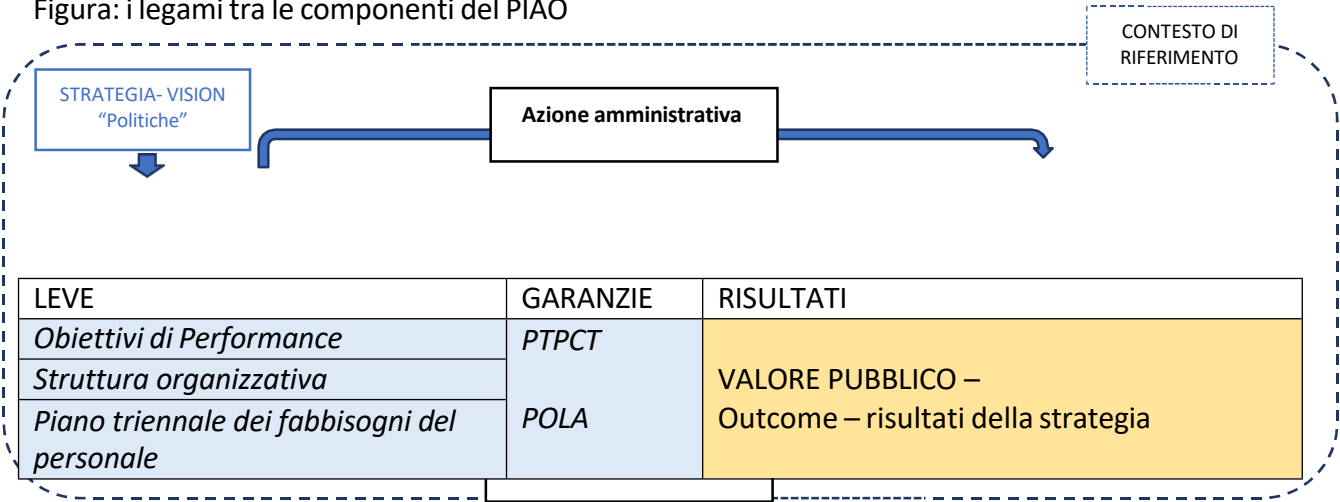 Figura: i legami tra le componenti del PIAO
CONTESTO DI
RIFERIMENTO
STRATEGIA- VISION
“Politiche”
Azione amministrativa
LEVE
GARANZIE
RISULTATI
Obiettivi di Performance
PTPCT
Struttura organizzativa
VALORE PUBBLICO –
Piano triennale dei fabbisogni del
personale
POLA
Outcome – risultati della strategia